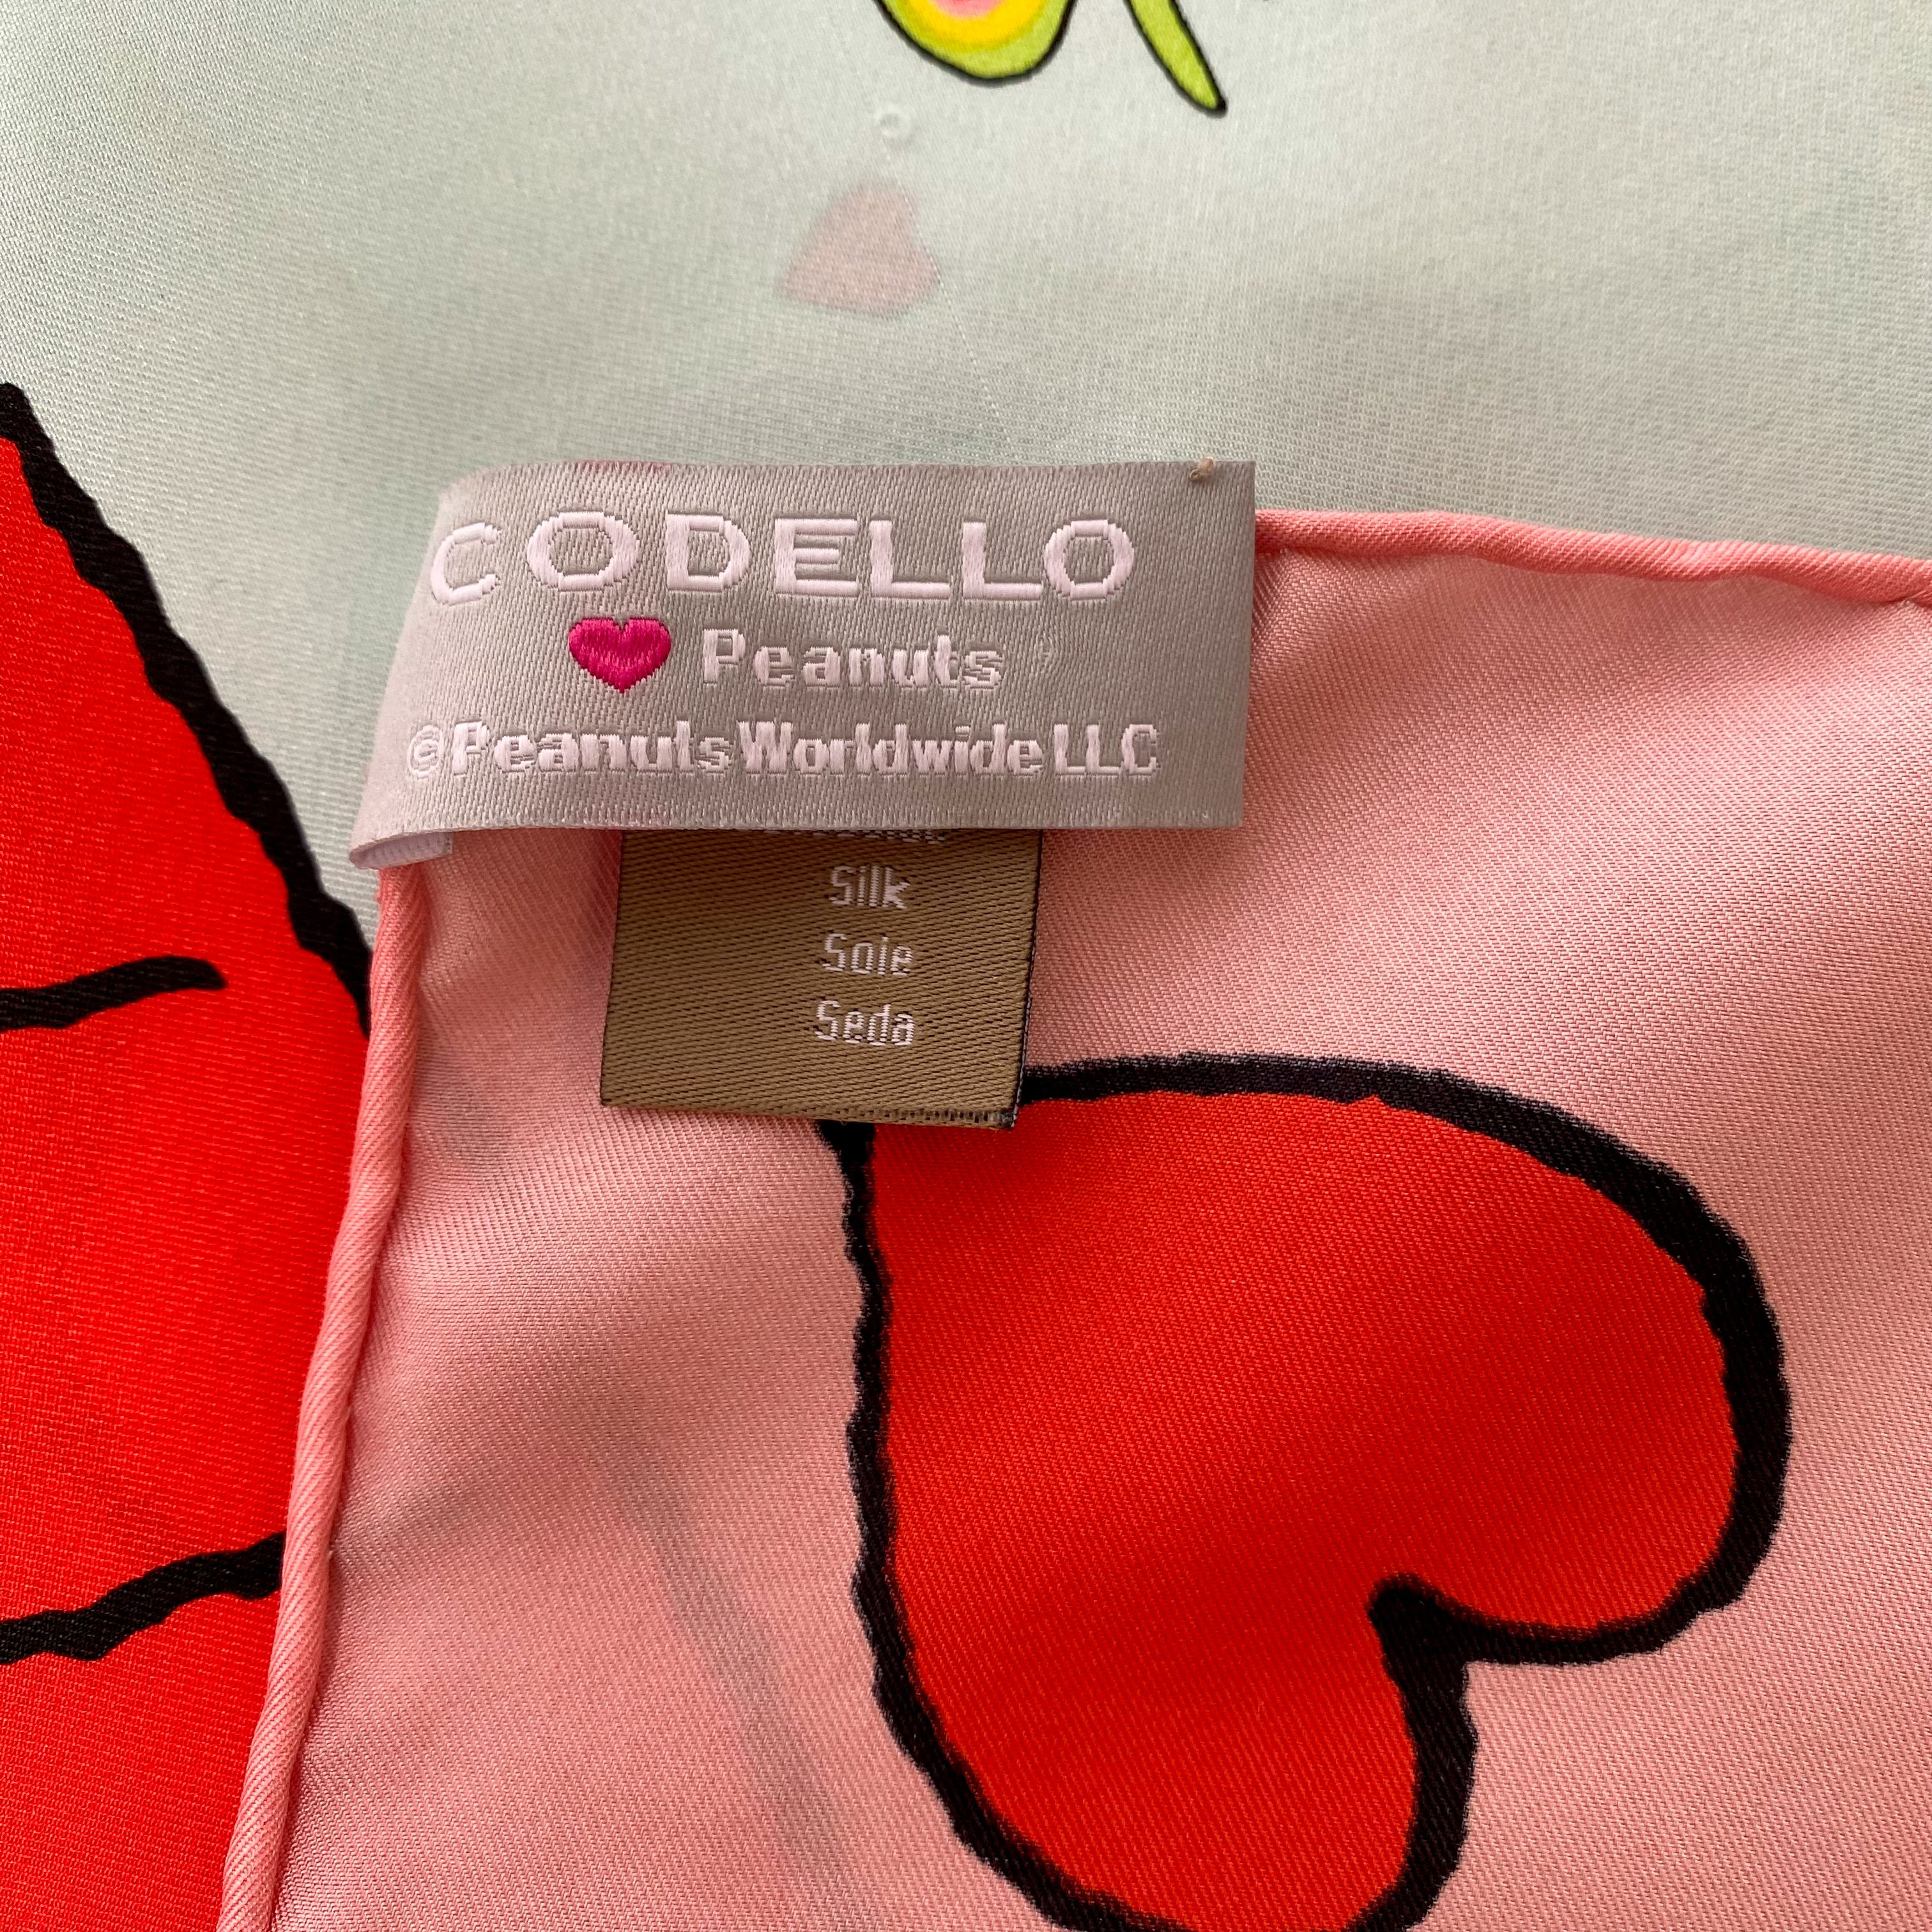 CODELLO
♥ Peanuts
©Peanuts Worldwide LLC
Silk
Soie
Seda